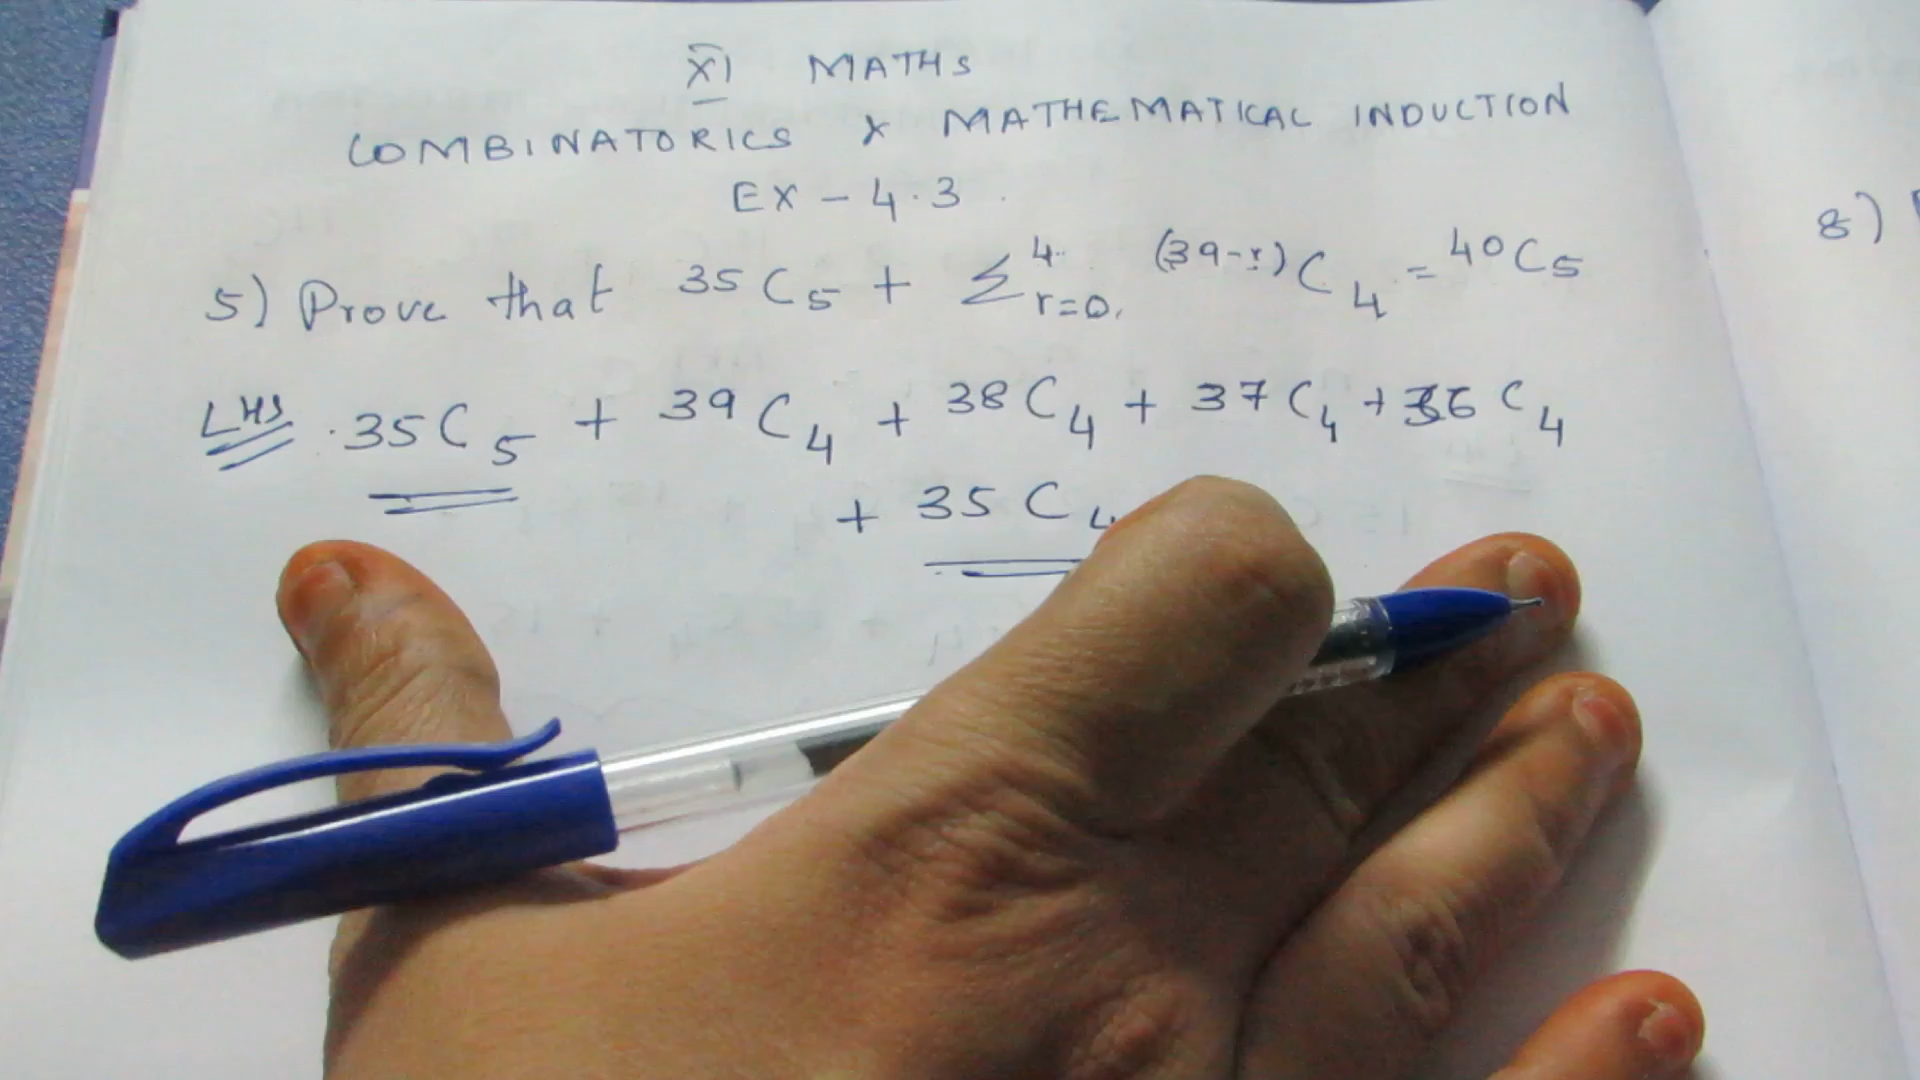 XI MATHS
COMBINATORICS & MATHEMATICAL INDUCTION
EX - 4.3
5) Prove that 35C5 + Σ⁴r=0 (39-r)C4 = 40C5
LHS 35C5 + 39C4 + 38C4 + 37C4 + 36C4
+ 35C4
8)